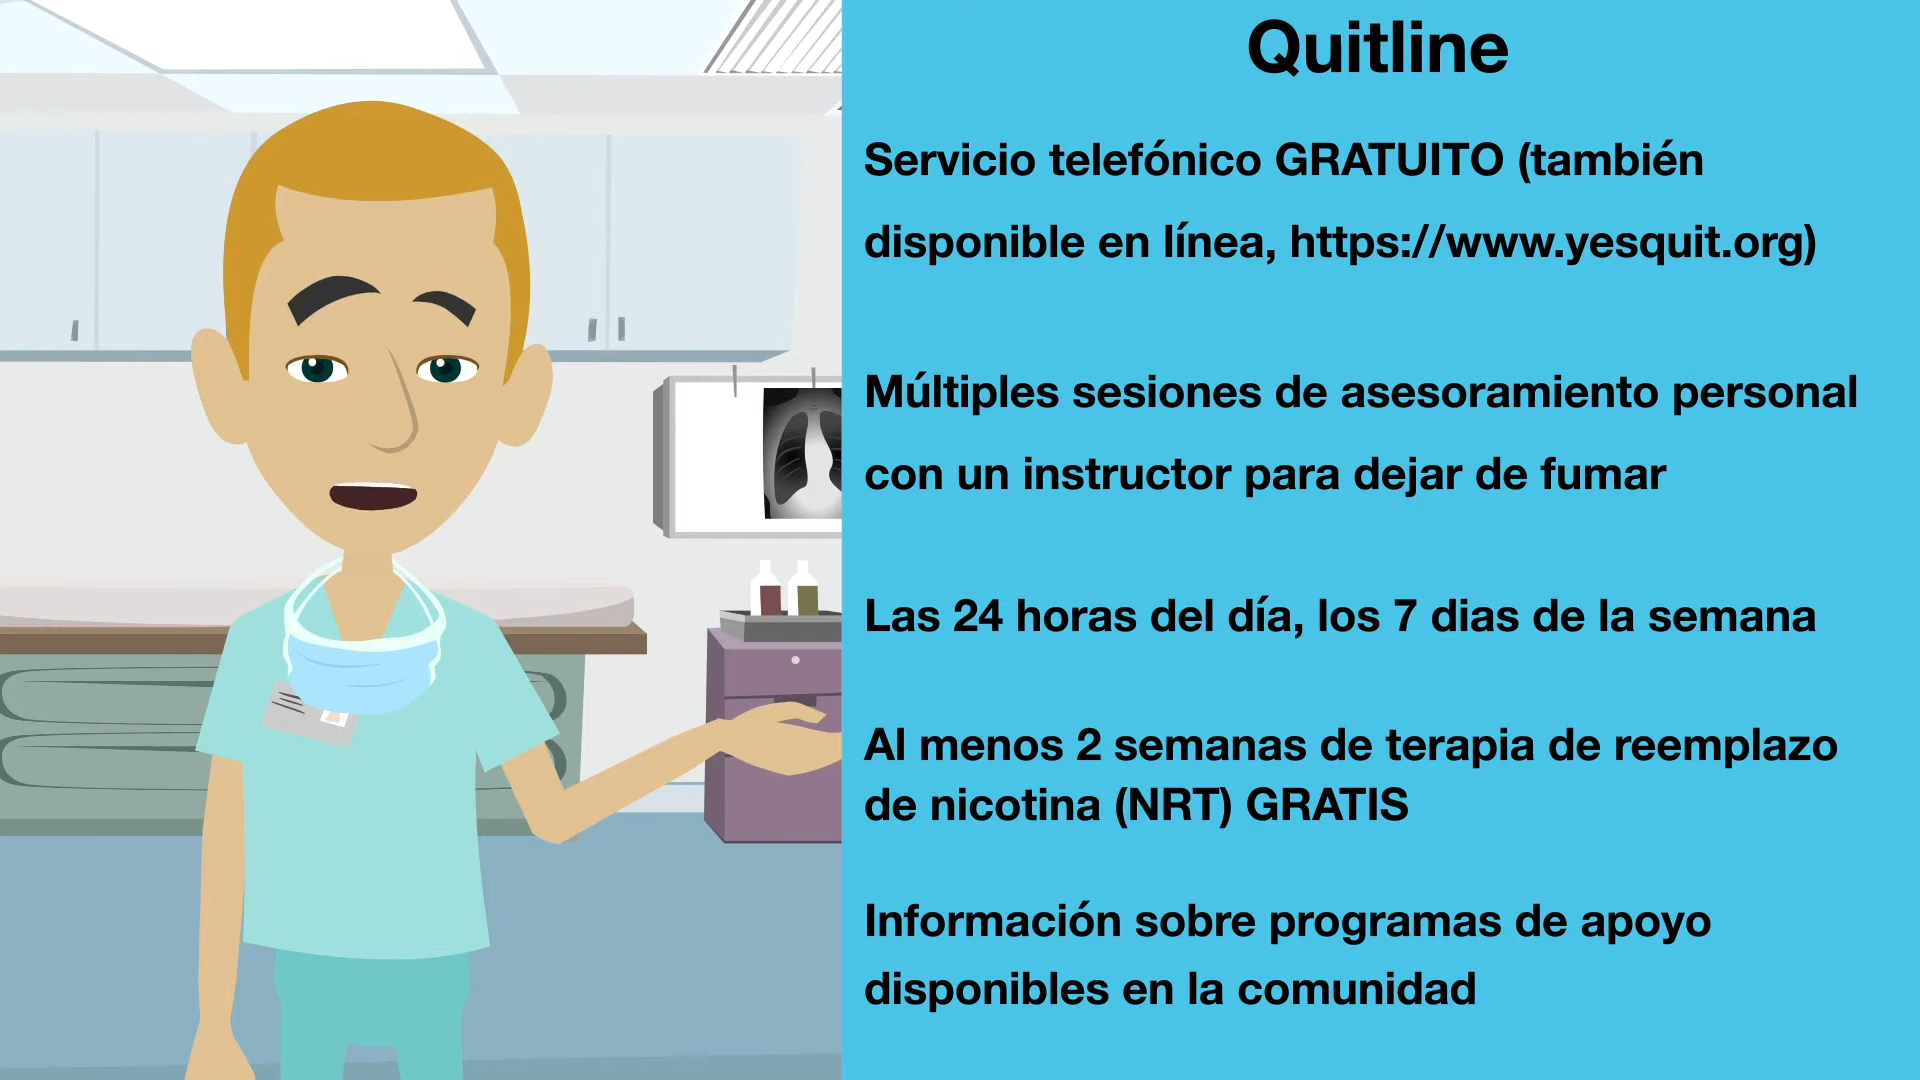 Quitline
Servicio telefónico GRATUITO (también
disponible en línea, https://www.yesquit.org)
Múltiples sesiones de asesoramiento personal
con un instructor para dejar de fumar
Las 24 horas del día, los 7 dias de la semana
Al menos 2 semanas de terapia de reemplazo
de nicotina (NRT) GRATIS
Información sobre programas de apoyo
disponibles en la comunidad